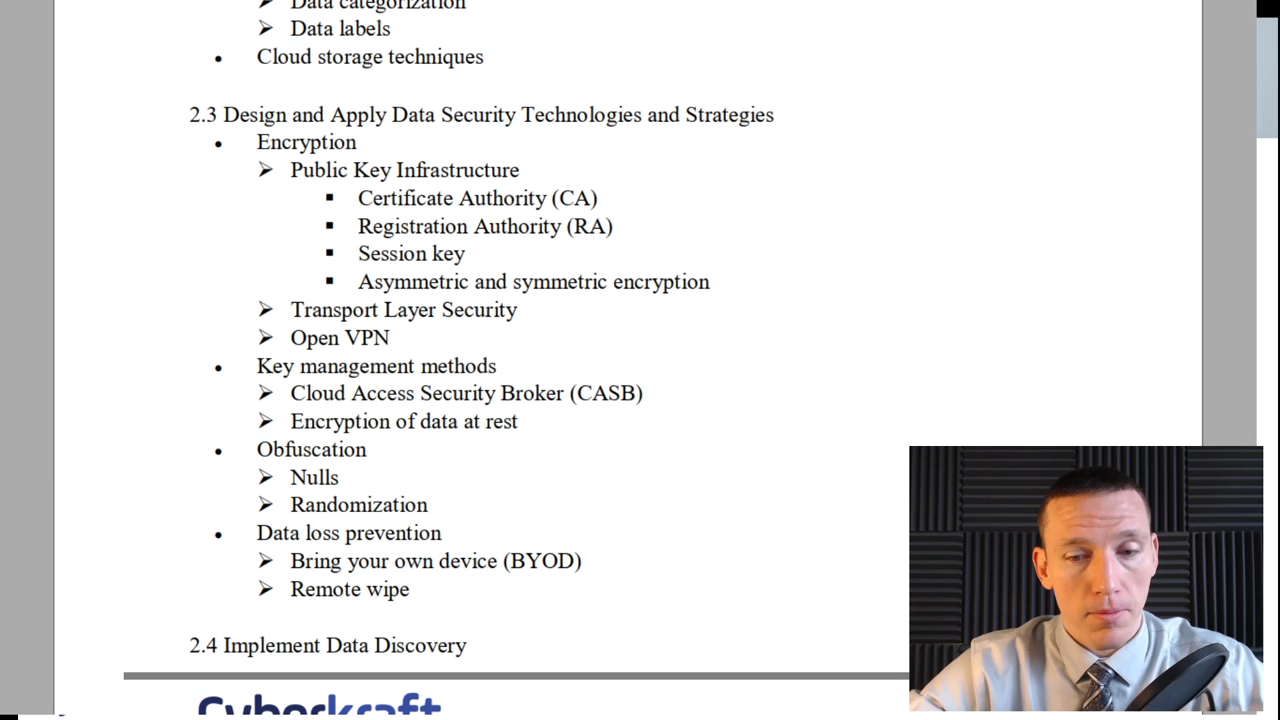 Data categorization
➤ Data labels
• Cloud storage techniques
2.3 Design and Apply Data Security Technologies and Strategies
• Encryption
➤ Public Key Infrastructure
▪ Certificate Authority (CA)
▪ Registration Authority (RA)
▪ Session key
▪ Asymmetric and symmetric encryption
➤ Transport Layer Security
➤ Open VPN
• Key management methods
➤ Cloud Access Security Broker (CASB)
➤ Encryption of data at rest
• Obfuscation
➤ Nulls
➤ Randomization
• Data loss prevention
➤ Bring your own device (BYOD)
➤ Remote wipe
2.4 Implement Data Discovery
Cyberkraft